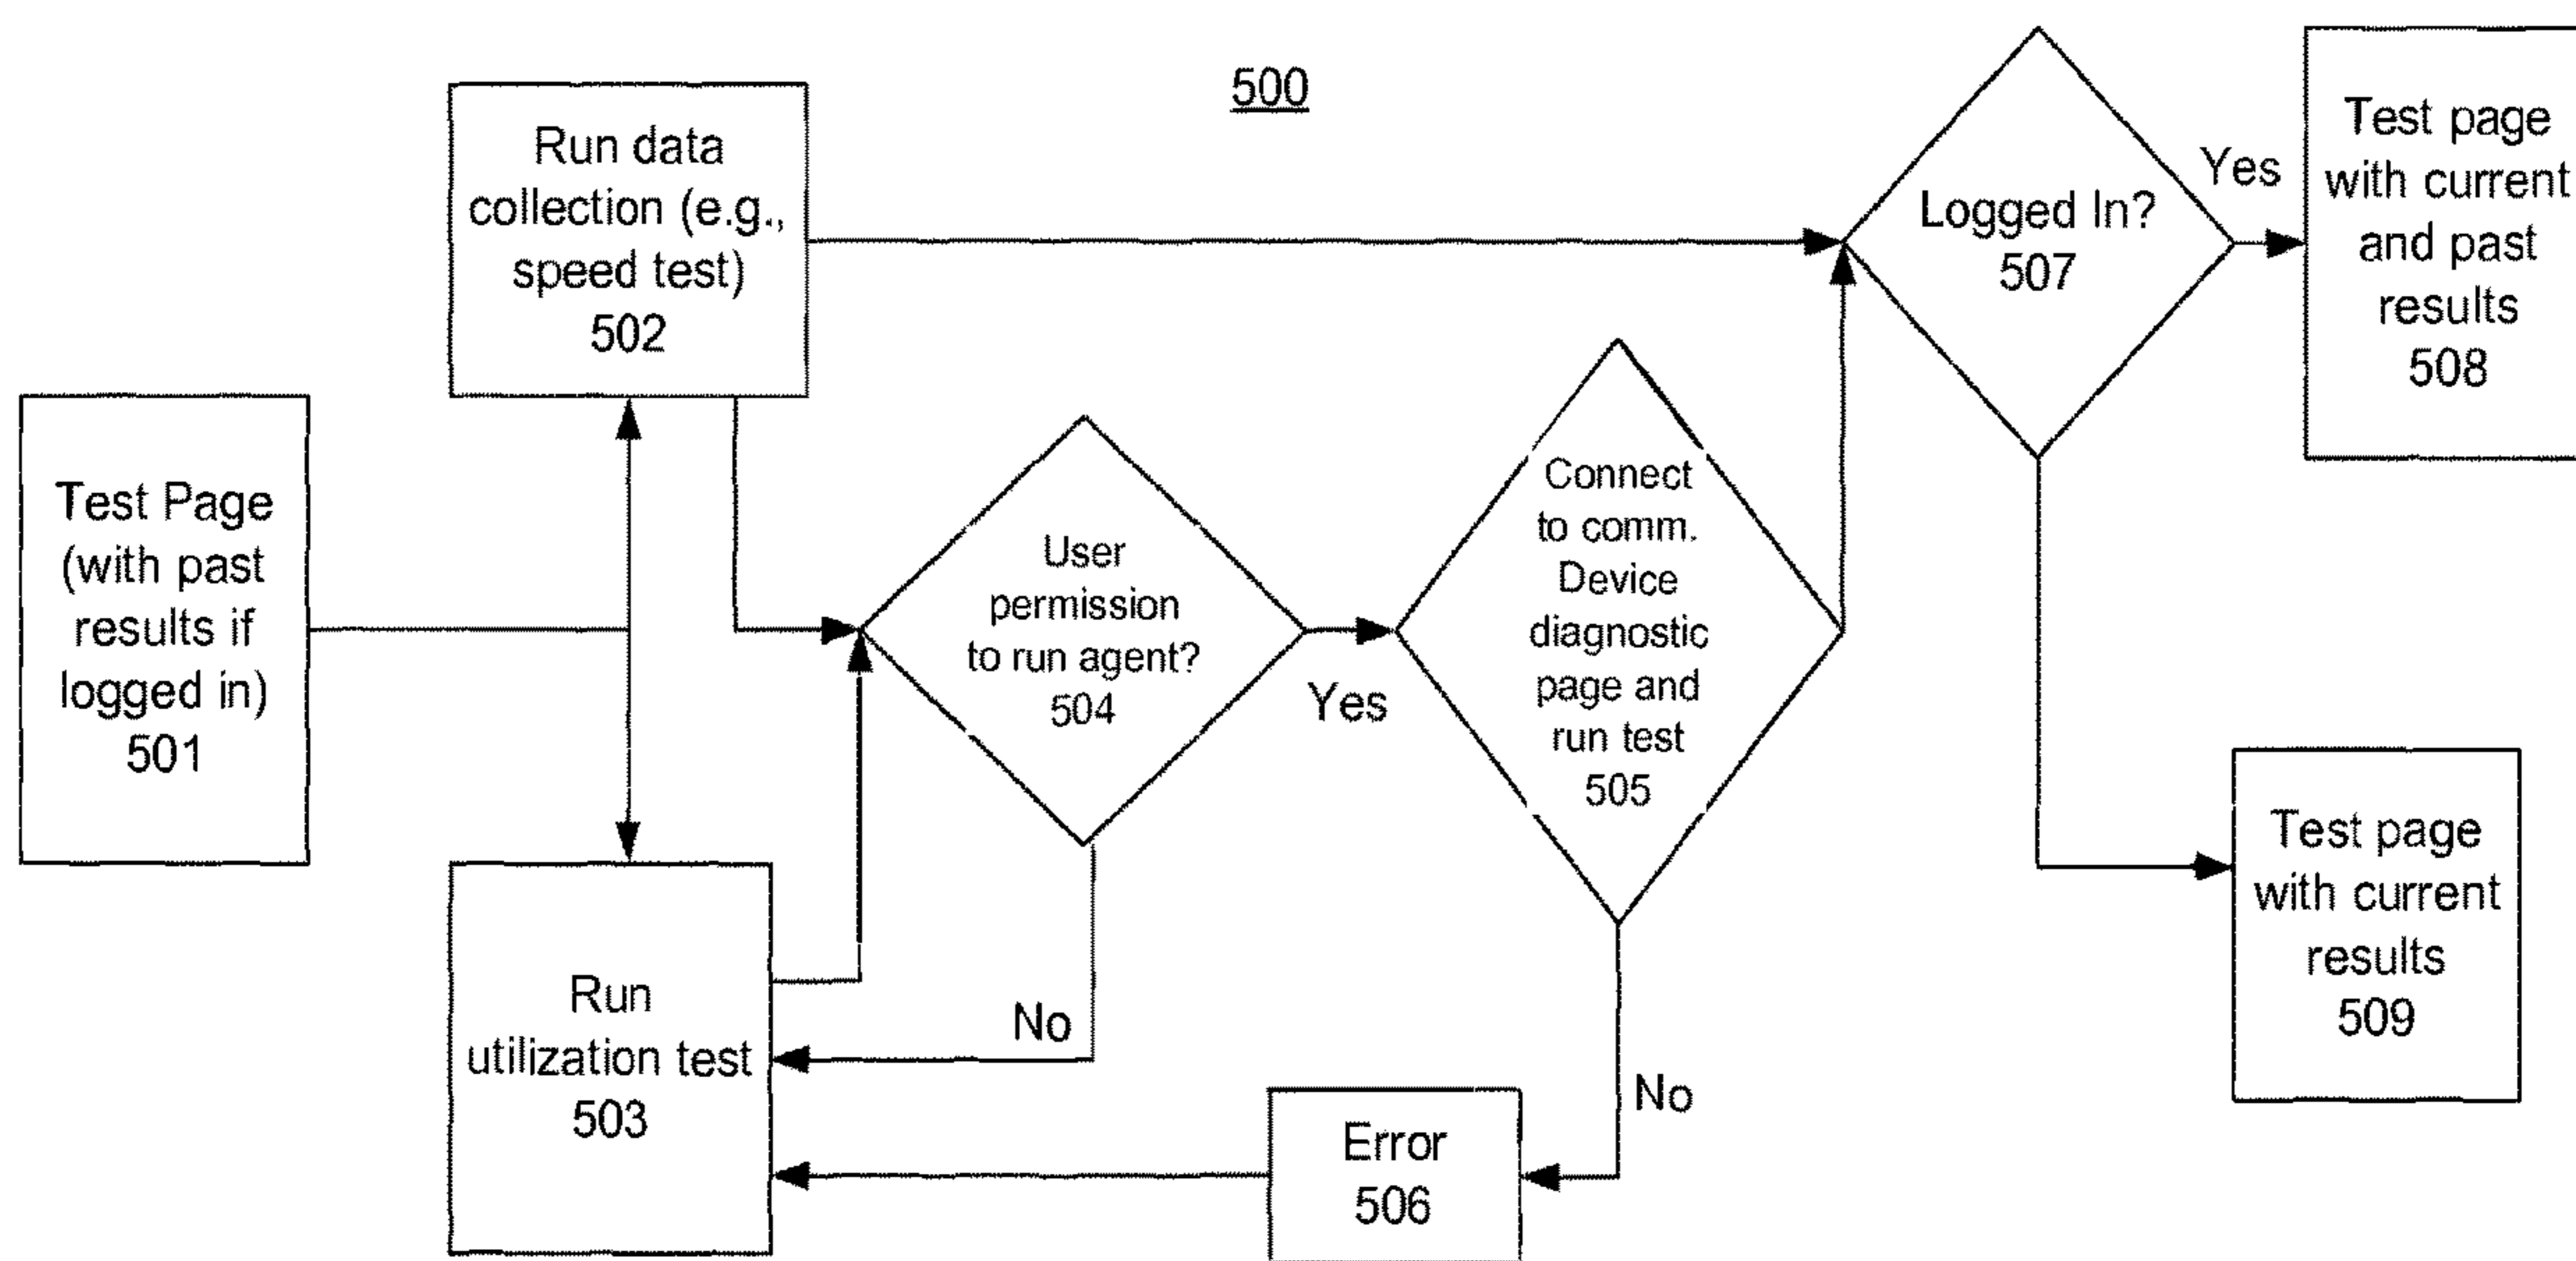 500
Test Page
(with past
results if
logged in)
501
Run data
collection (e.g.,
speed test)
502
Run
utilization test
503
User
permission
to run agent?
504
Yes
No
Connect
to comm.
Device
diagnostic
page and
run test
505
No
Error
506
Logged In?
507
Yes
Test page
with current
and past
results
508
Test page
with current
results
509